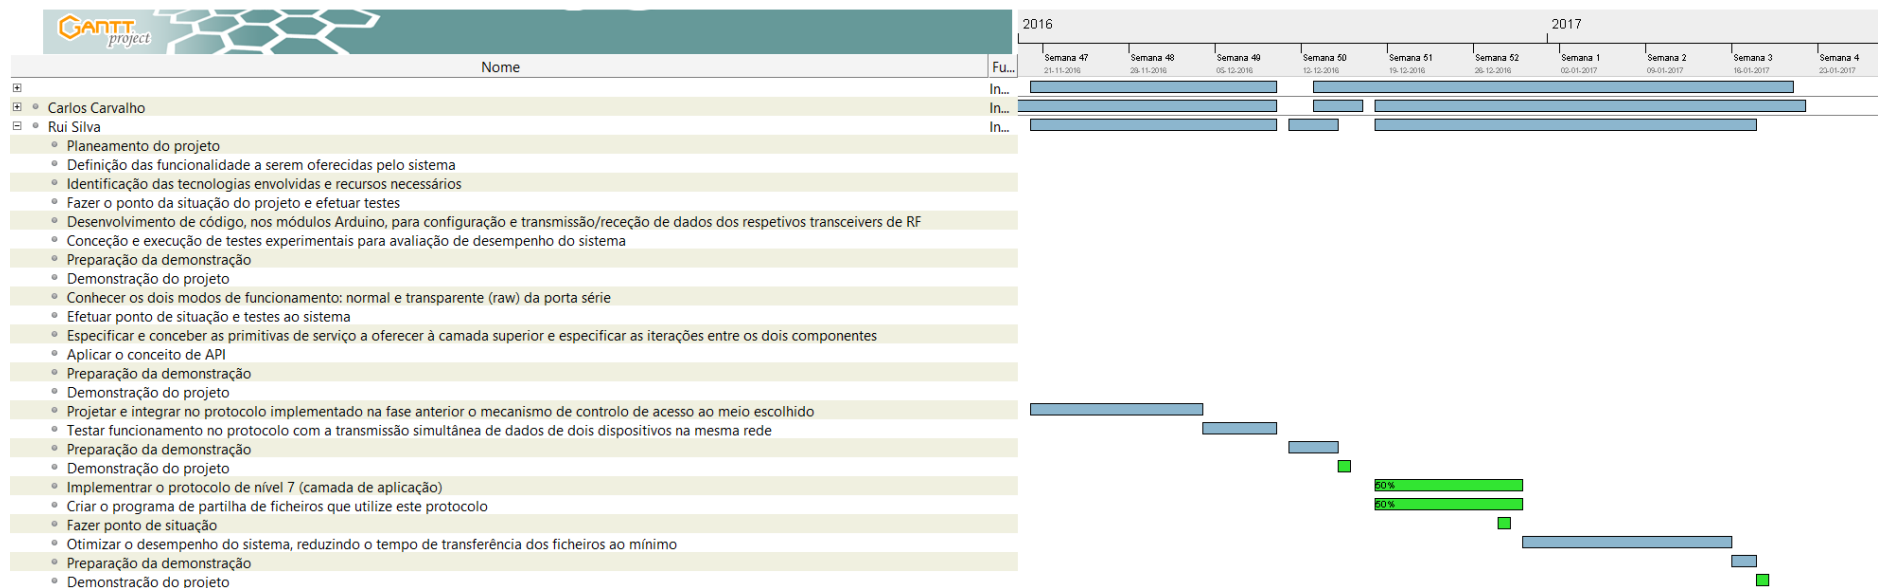 GANTT project
2016 2017
Semana 47 Semana 48 Semana 49 Semana 50 Semana 51 Semana 52 Semana 1 Semana 2 Semana 3 Semana 4
21-11-2016 28-11-2016 05-12-2016 12-12-2016 19-12-2016 26-12-2016 02-01-2017 09-01-2017 16-01-2017 23-01-2017
Nome Fu...
In...
Carlos Carvalho In...
Rui Silva In...
Planeamento do projeto
Definição das funcionalidade a serem oferecidas pelo sistema
Identificação das tecnologias envolvidas e recursos necessários
Fazer o ponto da situação do projeto e efetuar testes
Desenvolvimento de código, nos módulos Arduino, para configuração e transmissão/receção de dados dos respetivos transceivers de RF
Conceção e execução de testes experimentais para avaliação de desempenho do sistema
Preparação da demonstração
Demonstração do projeto
Conhecer os dois modos de funcionamento: normal e transparente (raw) da porta série
Efetuar ponto de situação e testes ao sistema
Especificar e conceber as primitivas de serviço a oferecer à camada superior e especificar as iterações entre os dois componentes
Aplicar o conceito de API
Preparação da demonstração
Demonstração do projeto
Projetar e integrar no protocolo implementado na fase anterior o mecanismo de controlo de acesso ao meio escolhido
Testar funcionamento no protocolo com a transmissão simultânea de dados de dois dispositivos na mesma rede
Preparação da demonstração
Demonstração do projeto
Implementrar o protocolo de nível 7 (camada de aplicação) 50%
Criar o programa de partilha de ficheiros que utilize este protocolo 50%
Fazer ponto de situação
Otimizar o desempenho do sistema, reduzindo o tempo de transferência dos ficheiros ao mínimo
Preparação da demonstração
Demonstração do projeto